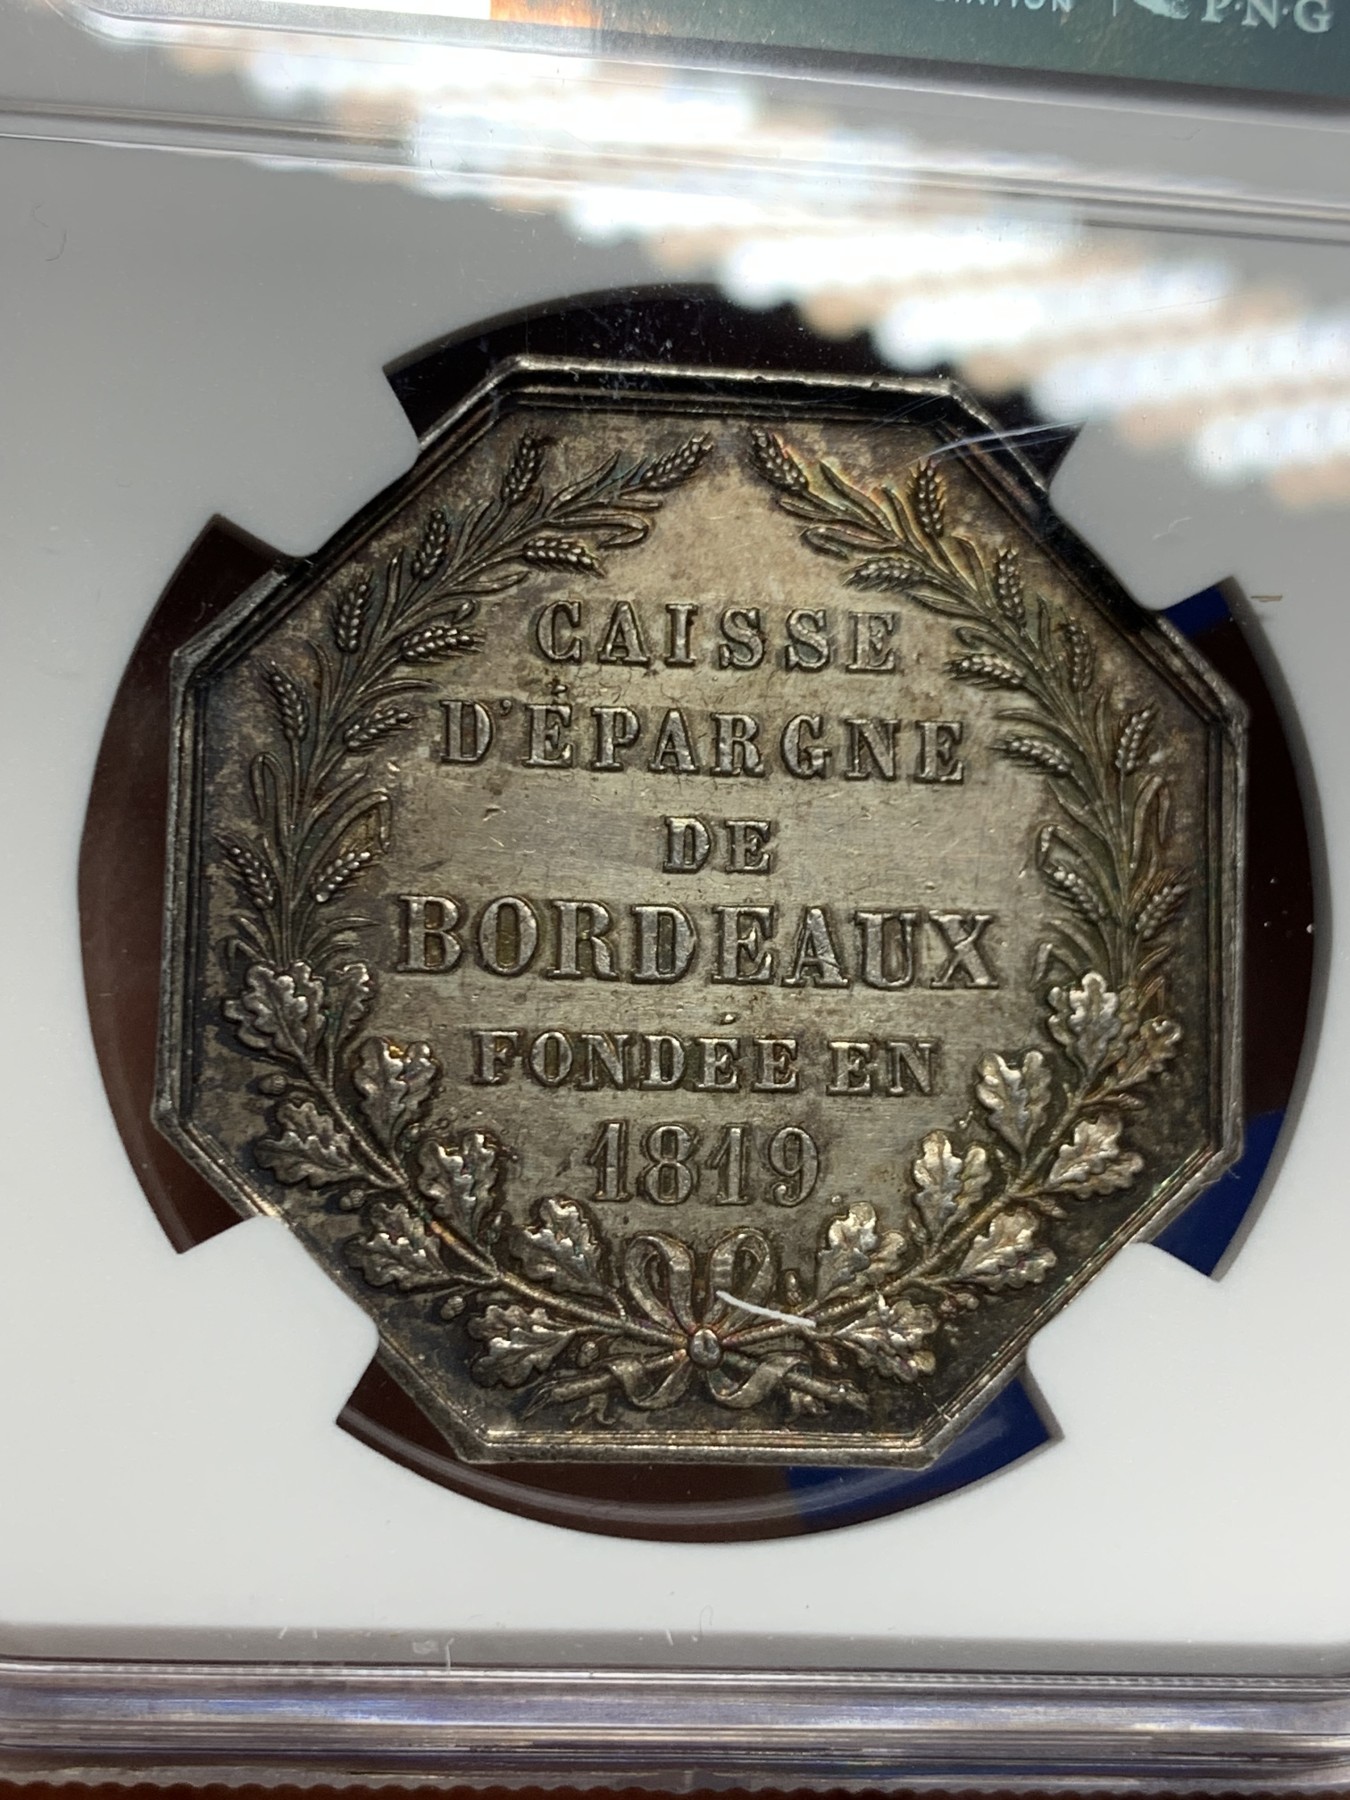 P·N·G
CAISSE
D'ÉPARGNE
DE
BORDEAUX
FONDÉE EN
1819